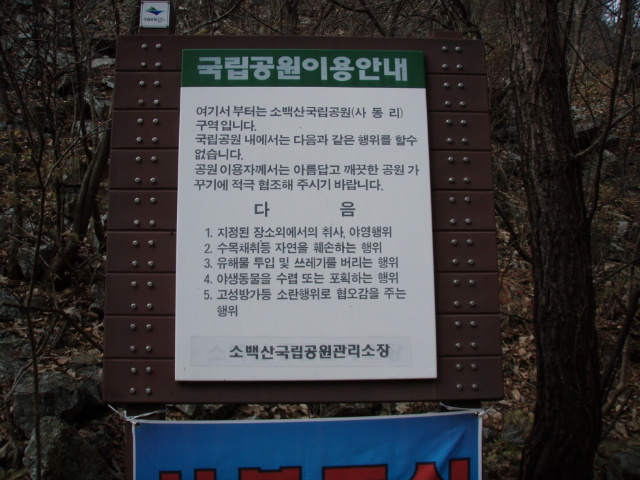 국립공원이용안내
여기서 부터는 소백산국립공원(사 동 리)
구역 입니다.
국립공원 내에서는 다음과 같은 행위를 할수
없습니다.
공원 이용자께서는 아름답고 깨끗한 공원 가
꾸기에 적극 협조해 주시기 바랍니다.
다 음
1. 지정된 장소외에서의 취사, 야영행위
2. 수목채취등 자연을 훼손하는 행위
3. 유해물 투입 및 쓰레기를 버리는 행위
4. 야생동물을 수렵 또는 포획하는 행위
5. 고성방가등 소란행위로 혐오감을 주는
행위
소백산국립공원관리소장